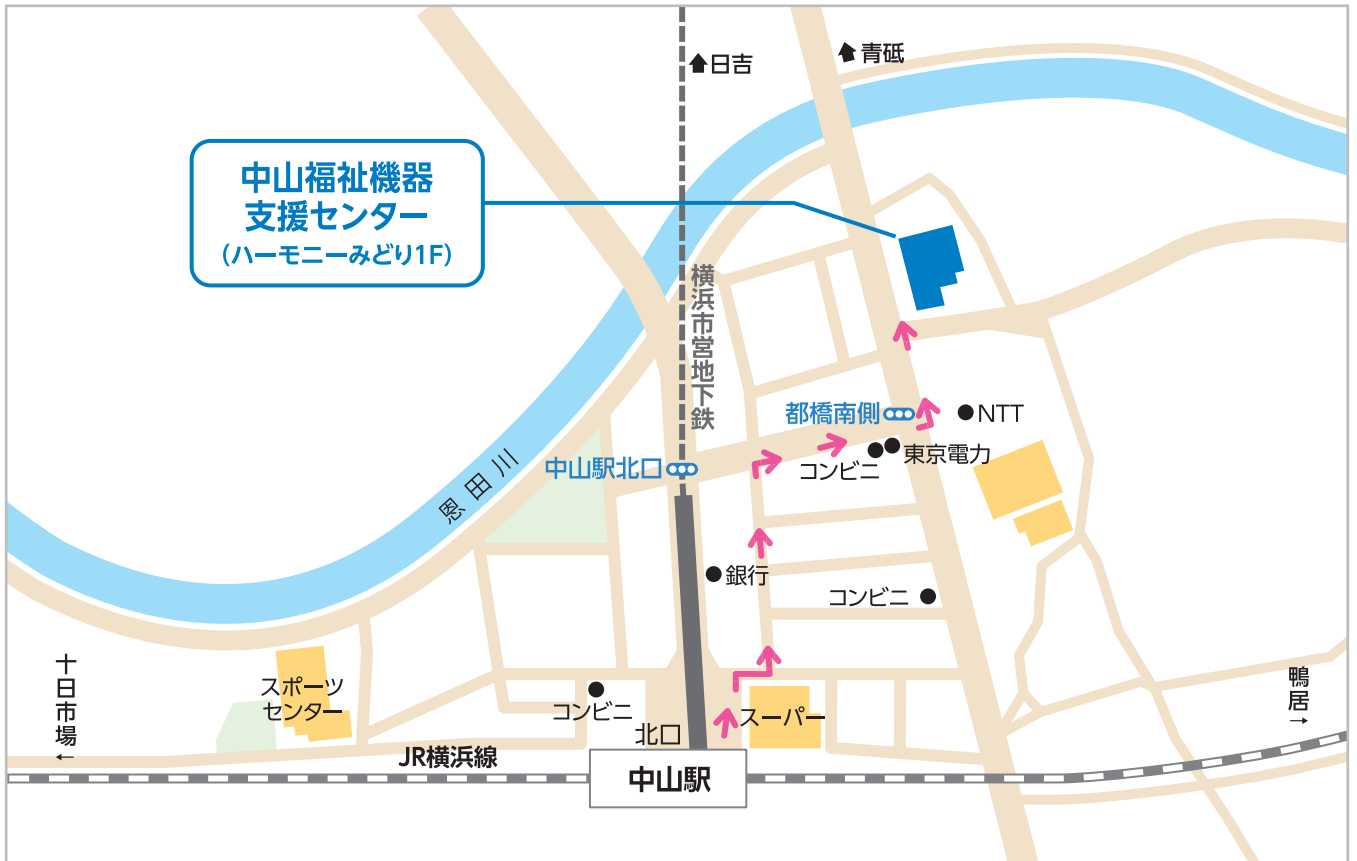 日吉
青砥
中山福祉機器
支援センター
（ハーモニーみどり1F）
横浜市営地下鉄
都橋南側
NTT
東京電力
コンビニ
中山駅北口
恩田川
銀行
コンビニ
十日市場
←
スポーツ
センター
コンビニ
北口
スーパー
鴨居
→
JR横浜線
中山駅